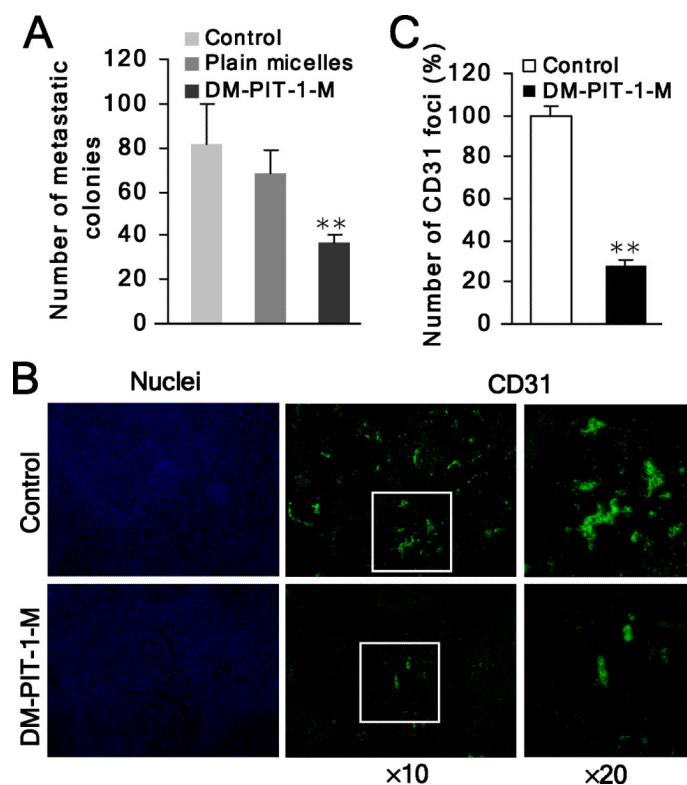 A
Control
Plain micelles
DM-PIT-1-M
Number of metastatic
colonies
120
100
80
60
40
20
0
**
C
Control
DM-PIT-1-M
Number of CD31 foci (%)
120
100
80
60
40
20
0
**
B
Nuclei
CD31
Control
DM-PIT-1-M
×10
×20